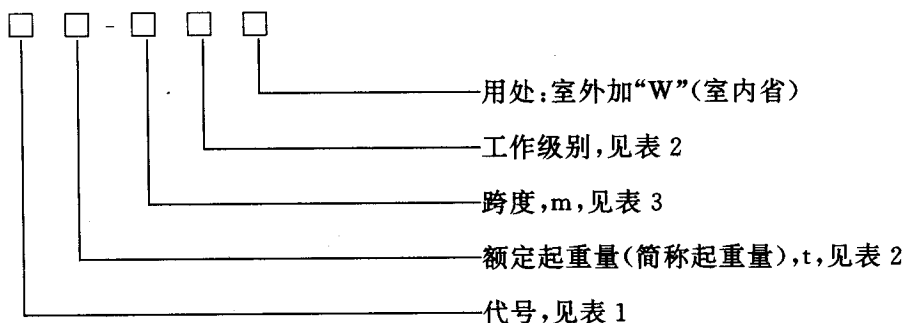 □ □ - □ □ □
用处:室外加“W”(室内省)
工作级别,见表 2
跨度,m,见表 3
额定起重量(简称起重量),t,见表 2
代号,见表 1